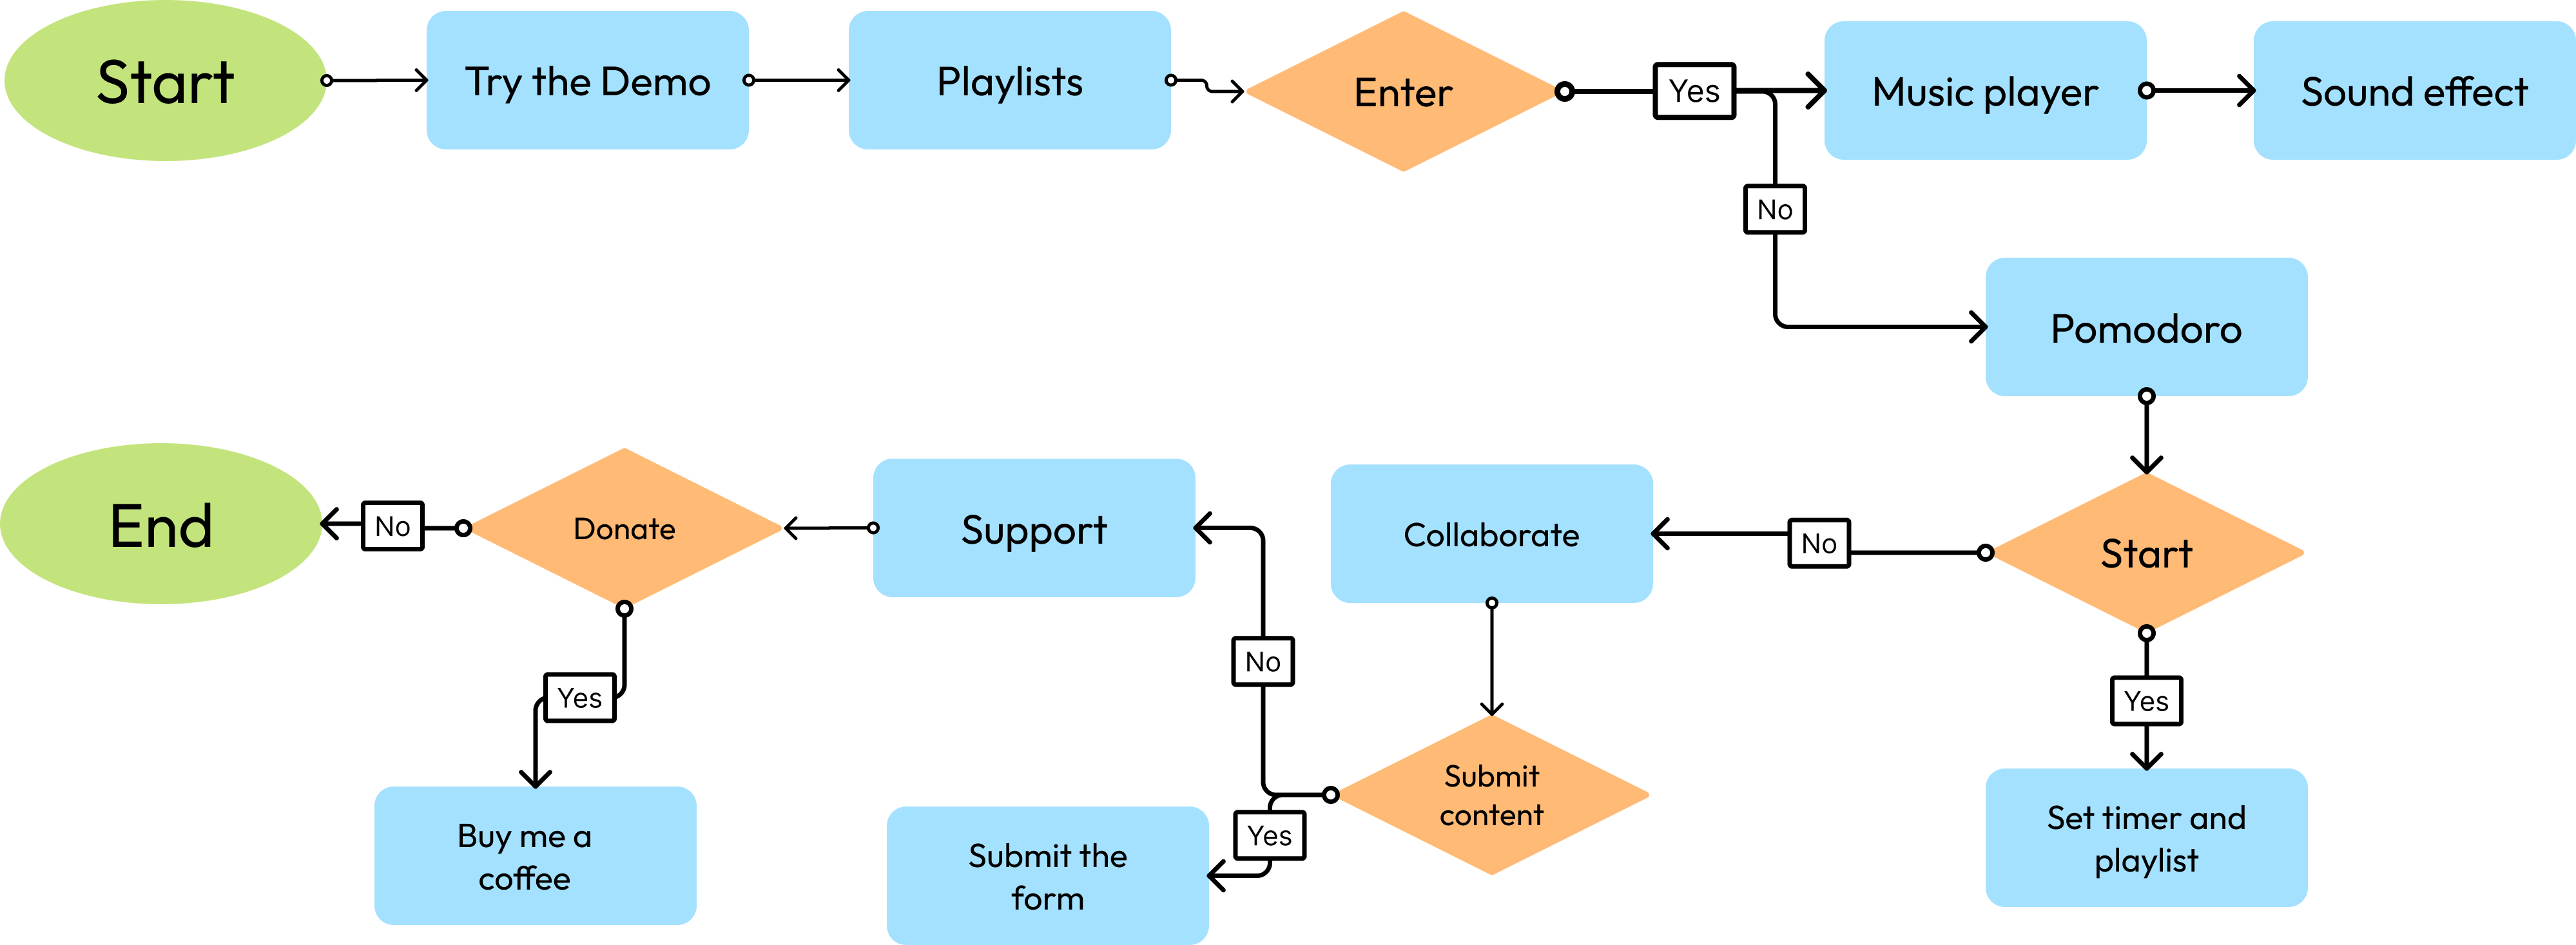 Start
Try the Demo
Playlists
Enter
Yes
Music player
Sound effect
No
Pomodoro
Start
No
Collaborate
Yes
Set timer and
playlist
Submit
content
No
Yes
Support
Submit the
form
Donate
No
End
Yes
Buy me a
coffee